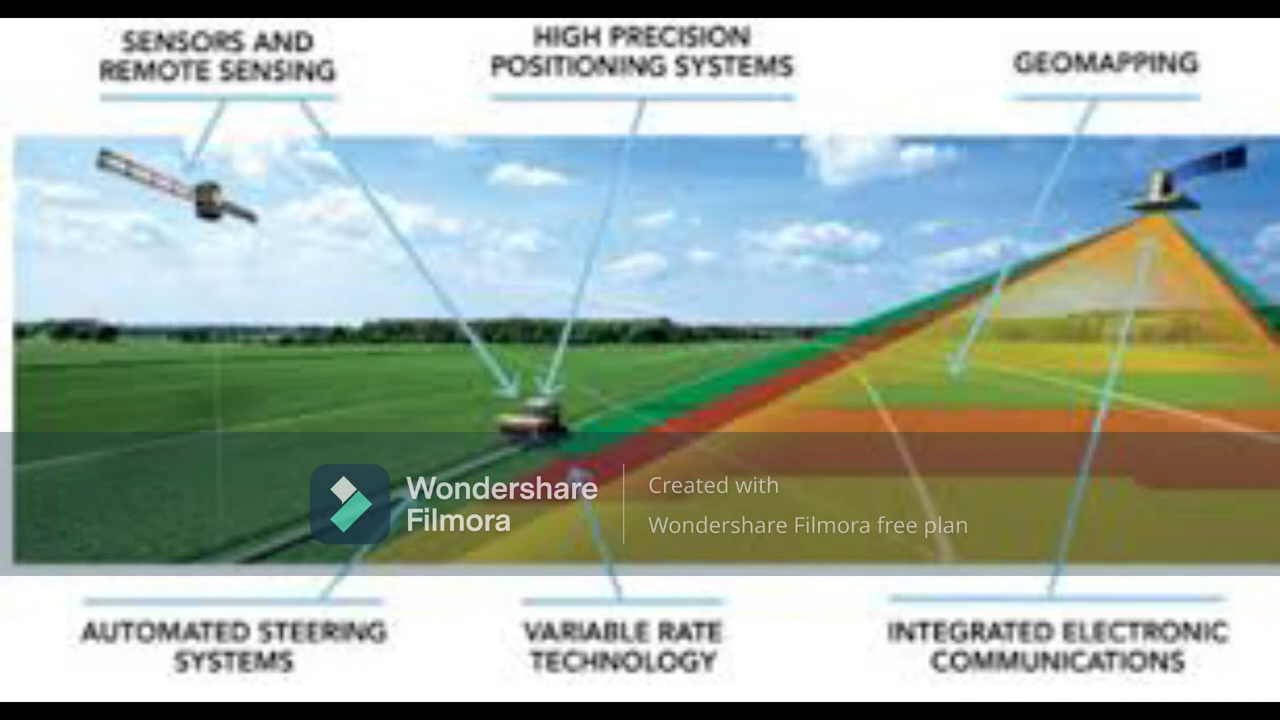 SENSORS AND
REMOTE SENSING
HIGH PRECISION
POSITIONING SYSTEMS
GEOMAPPING
Wondershare
Filmora
Created with
Wondershare Filmora free plan
AUTOMATED STEERING
SYSTEMS
VARIABLE RATE
TECHNOLOGY
INTEGRATED ELECTRONIC
COMMUNICATIONS